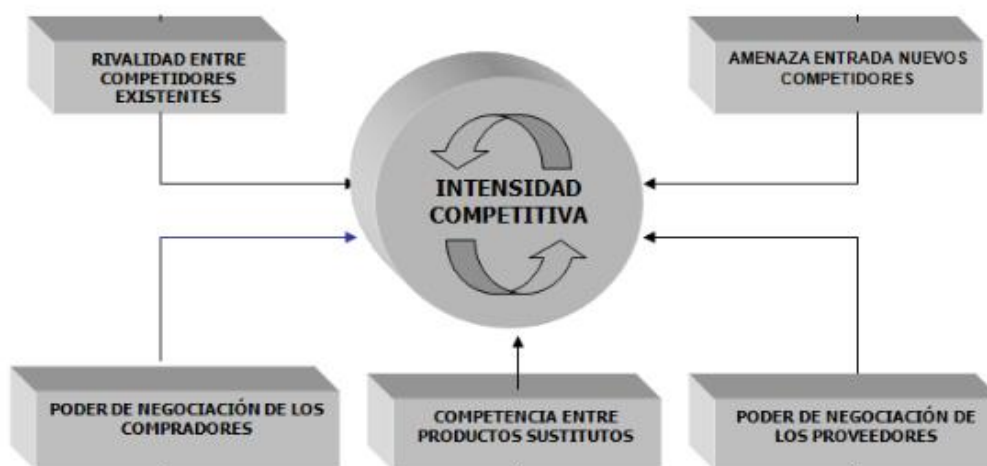 RIVALIDAD ENTRE
COMPETIDORES
EXISTENTES
AMENAZA ENTRADA NUEVOS
COMPETIDORES
INTENSIDAD
COMPETITIVA
PODER DE NEGOCIACIÓN DE LOS
COMPRADORES
COMPETENCIA ENTRE
PRODUCTOS SUSTITUTOS
PODER DE NEGOCIACIÓN DE
LOS PROVEEDORES